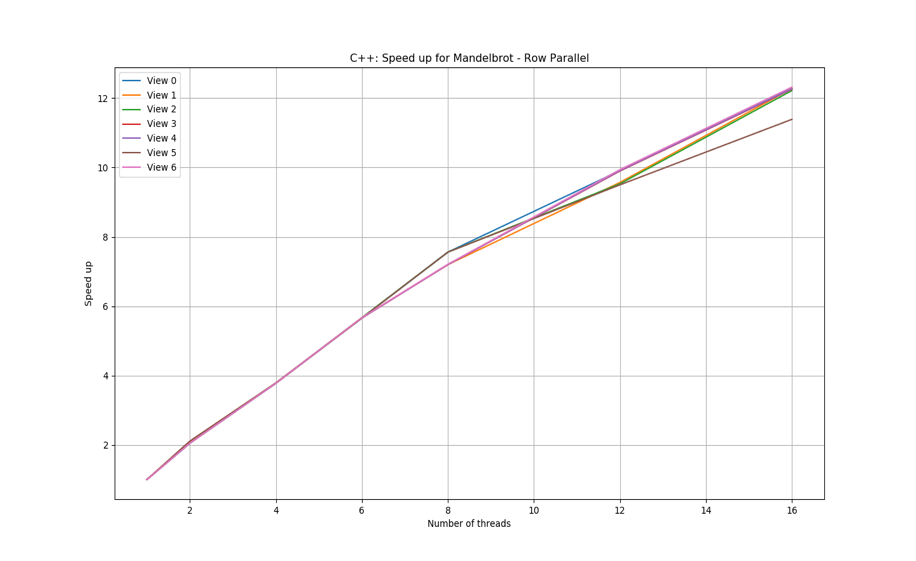 C++: Speed up for Mandelbrot - Row Parallel
View 0
View 1
View 2
View 3
View 4
View 5
View 6
12
10
8
6
4
2
Speed up
2 4 6 8 10 12 14 16
Number of threads